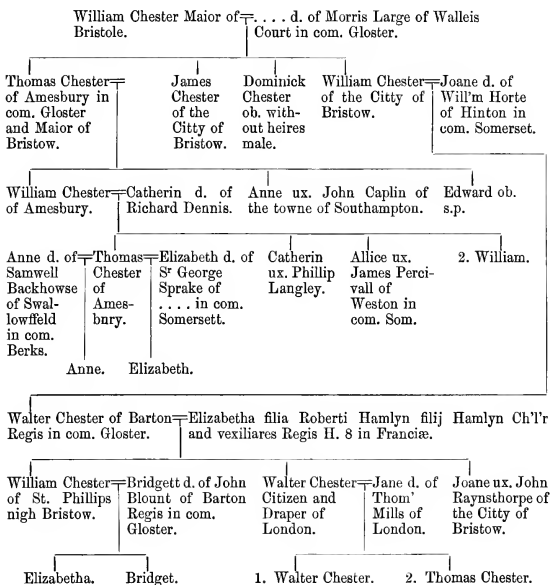 William Chester Maior of . . . . d. of Morris Large of Walleis
Bristole. Court in com. Gloster.
Thomas Chester
of Amesbury in
com. Gloster
and Maior of
Bristow.
James
Chester
of the
Citty of
Bristow.
Dominick
Chester
ob. with-
out heires
male.
William Chester
of the Citty of
Bristow.
Joane d. of
Will'm Horte
of Hinton in
com. Somerset.
William Chester
of Amesbury.
Catherin d. of
Richard Dennis.
Anne ux. John Caplin of
the towne of Southampton.
Edward ob.
s.p.
Anne d. of
Samwell
Backhowse
of Swal-
lowffeld
in com.
Berks.
Thomas
Chester
of
Ames-
bnry.
Elizabeth d. of
Sr George
Sprake of
. . . . in com.
Somersett.
Catherin
ux. Phillip
Langley.
Allice ux.
James Perci-
vall of
Weston in
com. Som.
2. William.
Anne. Elizabeth.
Walter Chester of Barton
Regis in com. Gloster.
Elizabetha filia Roberti Hamlyn filij Hamlyn Ch'l'r
and vexiliares Regis H. 8 in Franciæ.
William Chester
of St. Phillips
nigh Bristow.
Bridgett d. of John
Blount of Barton
Regis in com.
Gloster.
Walter Chester
Citizen and
Draper of
London.
Jane d. of
Thom'
Mills of
London.
Joane ux. John
Raynsthorpe of
the Citty of
Bristow.
Elizabetha. Bridget. 1. Walter Chester. 2. Thomas Chester.